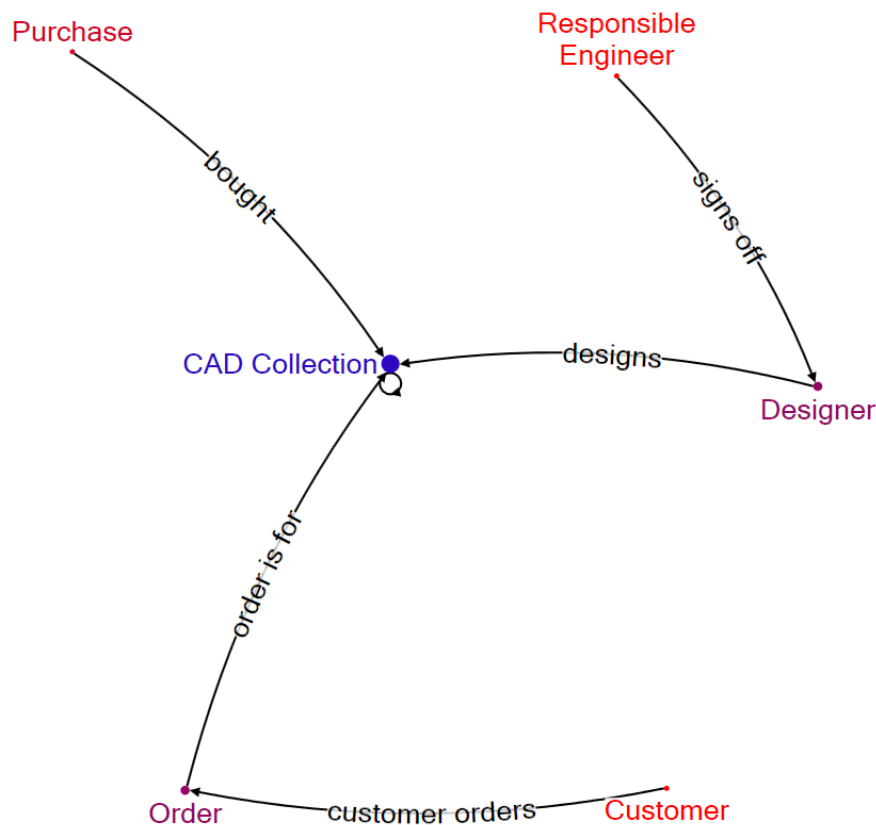 Purchase
Responsible
Engineer
bought
signs off
CAD Collection
designs
Designer
order is for
Order
customer orders
Customer